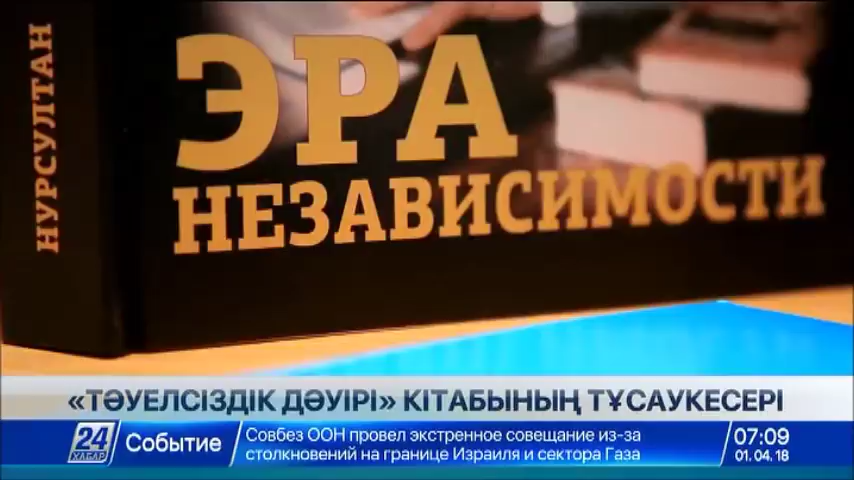 НУРСУЛТАН
ЭРА
НЕЗАВИСИМОСТИ
«ТӘУЕЛСІЗДІК ДӘУІРІ» КІТАБЫНЫҢ ТҰСАУКЕСЕРІ
24
ХАБАР
Событие
Совбез ООН провел экстренное совещание из-за
столкновений на границе Израиля и сектора Газа
07:09
01. 04. 18